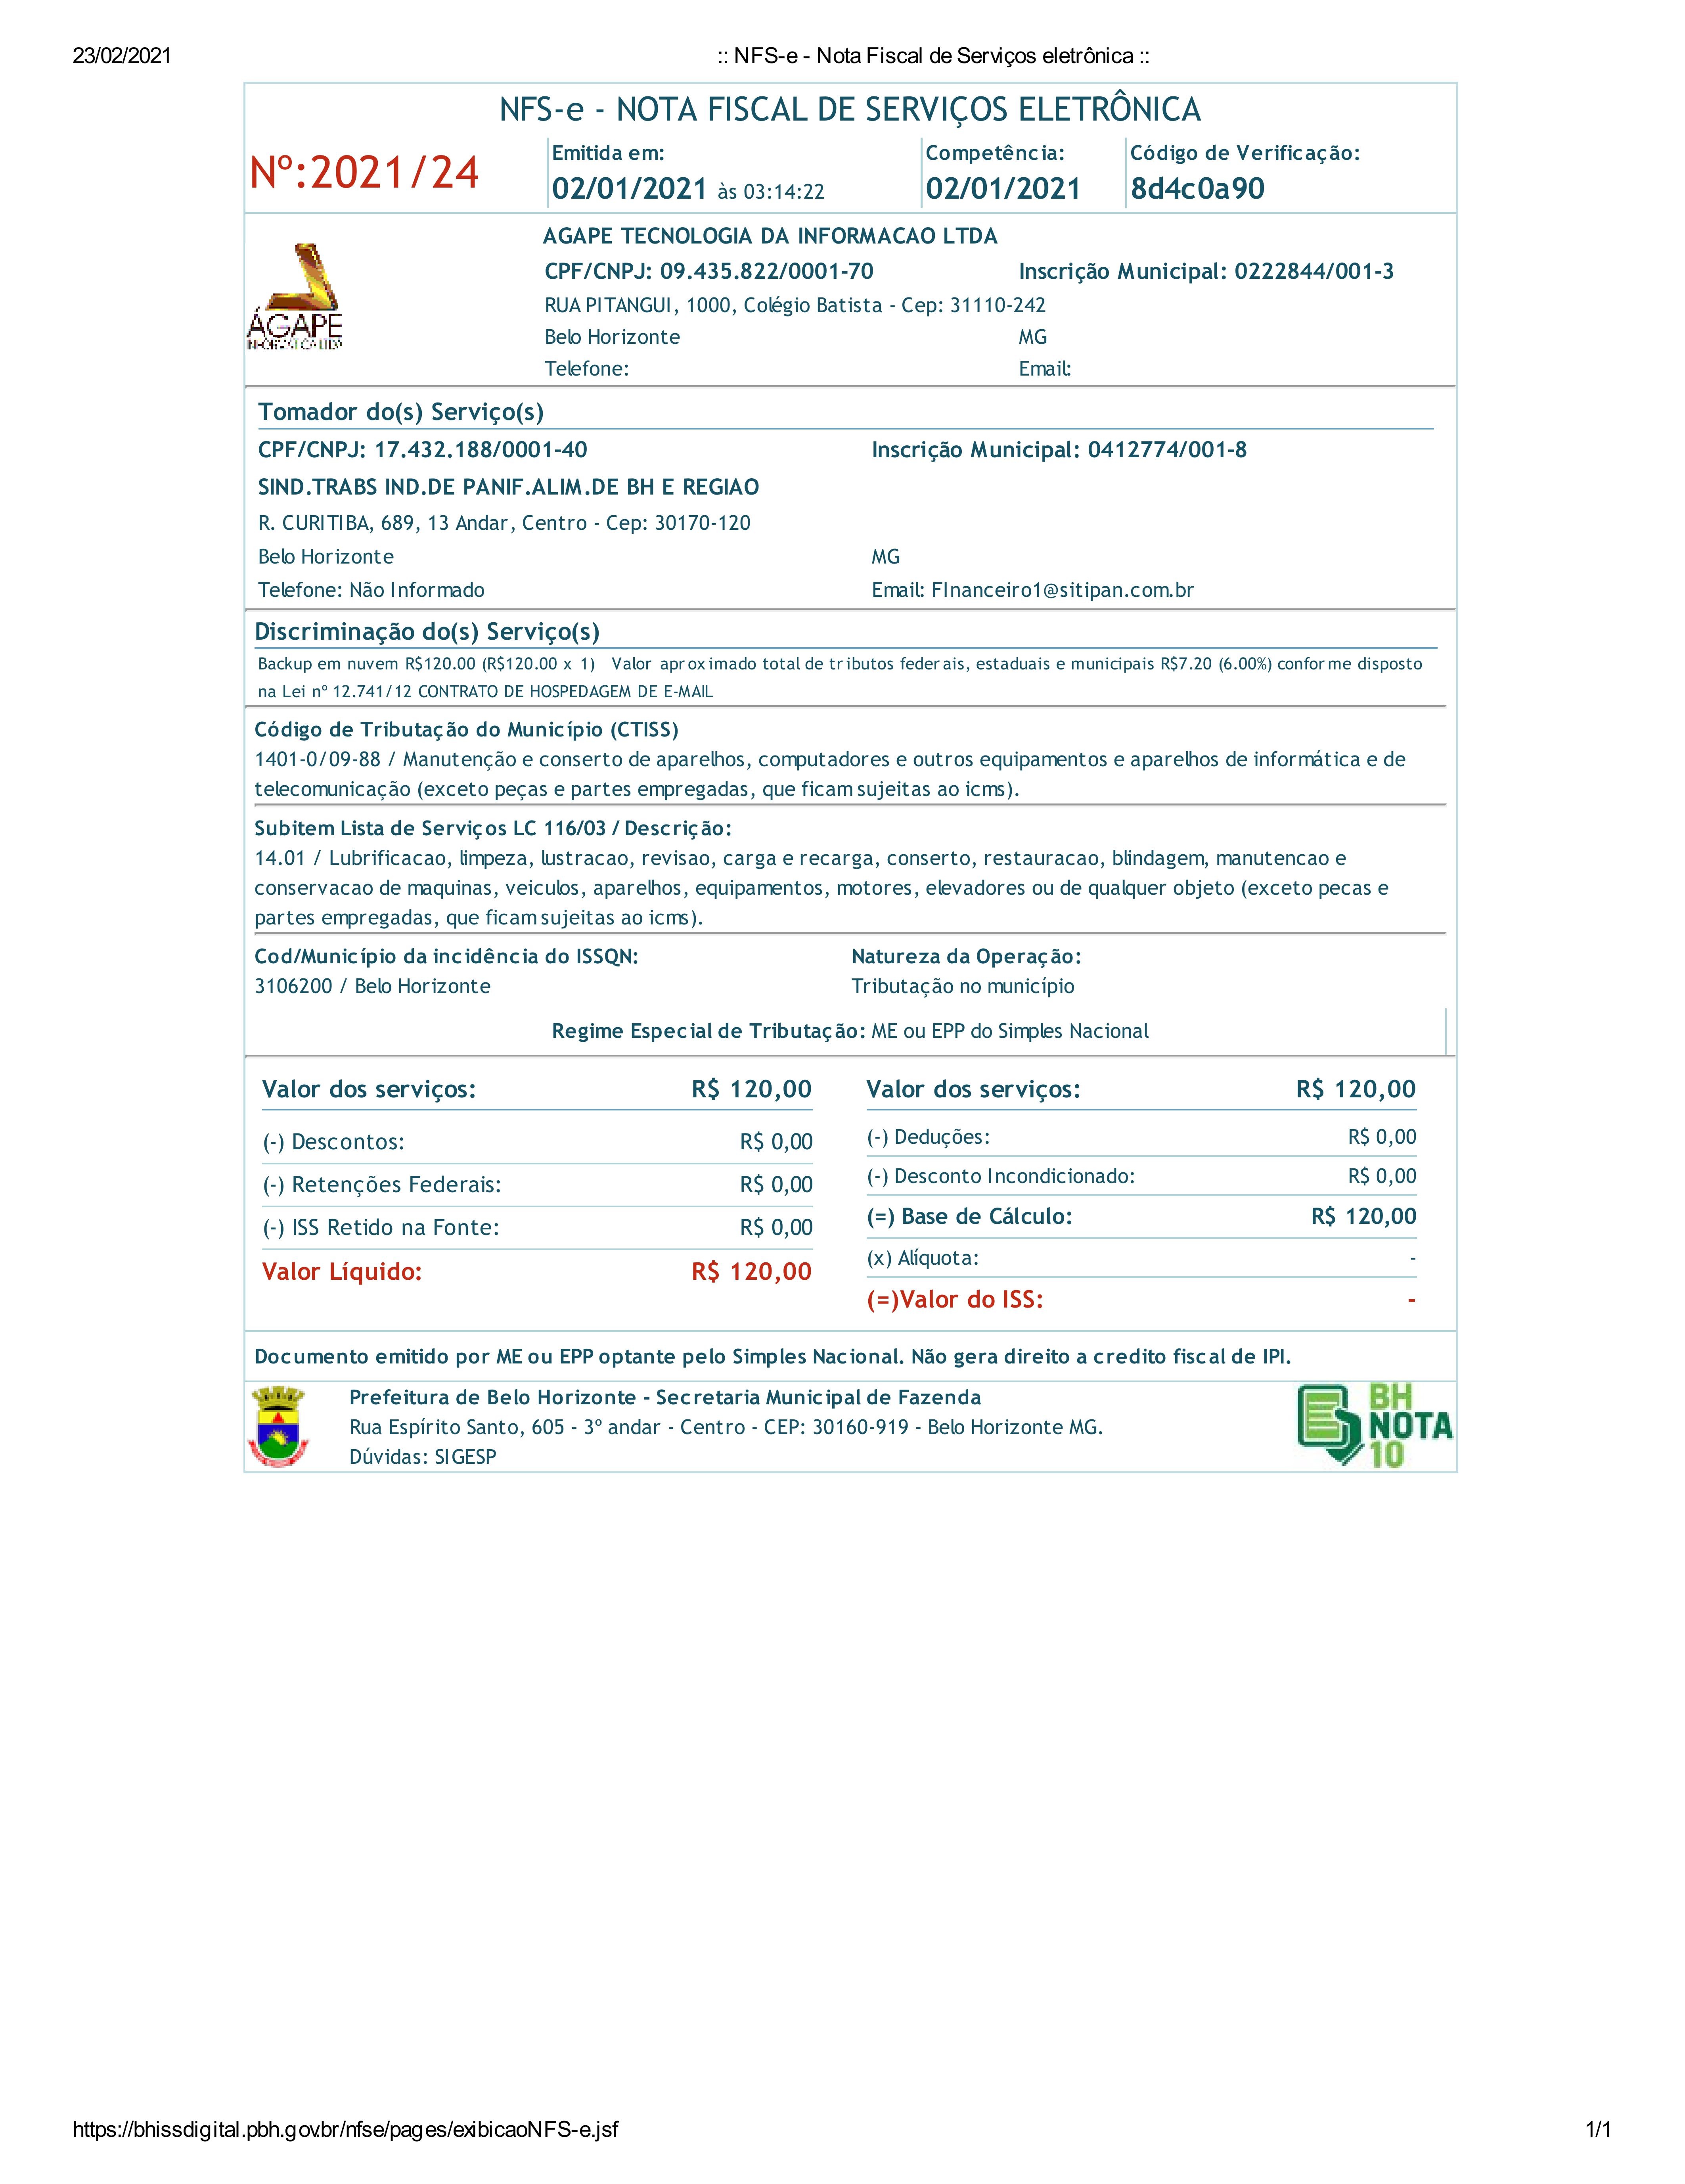 23/02/2021
:: NFS-e - Nota Fiscal de Serviços eletrônica ::
NFS-e - NOTA FISCAL DE SERVIÇOS ELETRÔNICA
Nº:2021/24
Emitida em:
02/01/2021 às 03:14:22
Competência:
02/01/2021
Código de Verificação:
8d4c0a90
ÁGAPE
AGAPE TECNOLOGIA DA INFORMACAO LTDA
CPF/CNPJ: 09.435.822/0001-70
Inscrição Municipal: 0222844/001-3
RUA PITANGUI, 1000, Colégio Batista - Cep: 31110-242
Belo Horizonte
MG
Telefone:
Email:
Tomador do(s) Serviço(s)
CPF/CNPJ: 17.432.188/0001-40
Inscrição Municipal: 0412774/001-8
SIND.TRABS IND.DE PANIF.ALIM.DE BH E REGIAO
R. CURITIBA, 689, 13 Andar, Centro - Cep: 30170-120
Belo Horizonte
MG
Telefone: Não Informado
Email: FInanceiro1@sitipan.com.br
Discriminação do(s) Serviço(s)
Backup em nuvem R$120.00 (R$120.00 x 1) Valor aproximado total de tributos federais, estaduais e municipais R$7.20 (6.00%) conforme disposto
na Lei nº 12.741/12 CONTRATO DE HOSPEDAGEM DE E-MAIL
Código de Tributação do Município (CTISS)
1401-0/09-88 / Manutenção e conserto de aparelhos, computadores e outros equipamentos e aparelhos de informática e de
telecomunicação (exceto peças e partes empregadas, que ficam sujeitas ao icms).
Subitem Lista de Serviços LC 116/03 / Descrição:
14.01 / Lubrificacao, limpeza, lustracao, revisao, carga e recarga, conserto, restauracao, blindagem, manutencao e
conservacao de maquinas, veiculos, aparelhos, equipamentos, motores, elevadores ou de qualquer objeto (exceto pecas e
partes empregadas, que ficam sujeitas ao icms).
Cod/Município da incidência do ISSQN:
3106200 / Belo Horizonte
Natureza da Operação:
Tributação no município
Regime Especial de Tributação: ME ou EPP do Simples Nacional
Valor dos serviços: R$ 120,00
(-) Descontos: R$ 0,00
(-) Retenções Federais: R$ 0,00
(-) ISS Retido na Fonte: R$ 0,00
Valor Líquido: R$ 120,00
Valor dos serviços: R$ 120,00
(-) Deduções: R$ 0,00
(-) Desconto Incondicionado: R$ 0,00
(=) Base de Cálculo: R$ 120,00
(x) Alíquota: -
(=)Valor do ISS: -
Documento emitido por ME ou EPP optante pelo Simples Nacional. Não gera direito a credito fiscal de IPI.
Prefeitura de Belo Horizonte - Secretaria Municipal de Fazenda
Rua Espírito Santo, 605 - 3º andar - Centro - CEP: 30160-919 - Belo Horizonte MG.
Dúvidas: SIGESP
BH
NOTA
10
https://bhissdigital.pbh.gov.br/nfse/pages/exibicaoNFS-e.jsf
1/1